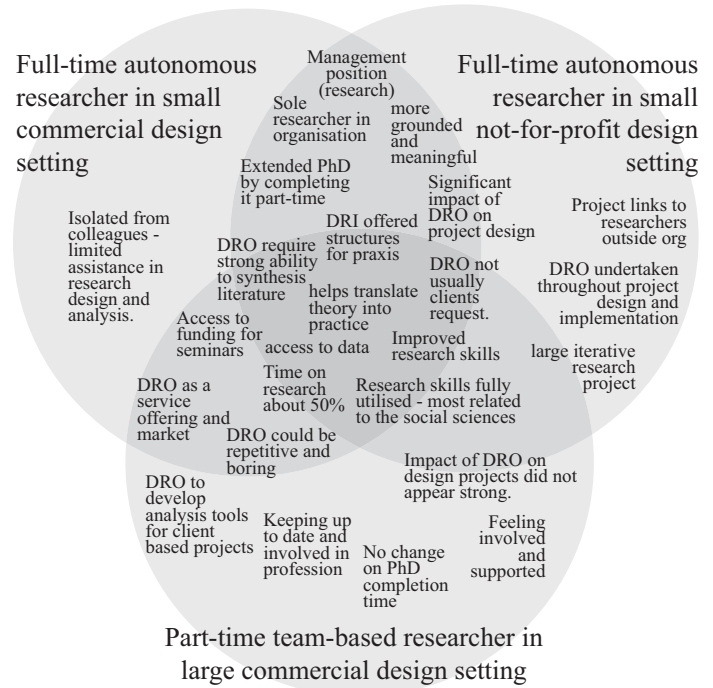 Full-time autonomous
researcher in small
commercial design
setting
Management
position
(research)
Full-time autonomous
researcher in small
not-for-profit design
setting
Sole
researcher in
organisation
more
grounded
and
meaningful
Extended PhD
by completing
it part-time
Significant
impact of
DRO on
project design
Isolated from
colleagues -
limited
assistance in
research
design and
analysis.
DRI offered
structures
for praxis
Project links to
researchers
outside org
DRO require
strong ability
to synthesis
literature
DRO not
usually
clients
request.
DRO undertaken
throughout project
design and
implementation
helps translate
theory into
practice
Access to
funding for
seminars
access to data
Improved
research skills
large iterative
research
project
DRO as a
service
offering and
market
Time on
research
about 50%
Research skills fully
utilised - most related
to the social sciences
DRO could be
repetitive and
boring
Impact of DRO on
design projects did not
appear strong.
DRO to
develop
analysis tools
for client
based projects
Keeping up
to date and
involved in
profession
No change
on PhD
completion
time
Feeling
involved
and
supported
Part-time team-based researcher in
large commercial design setting